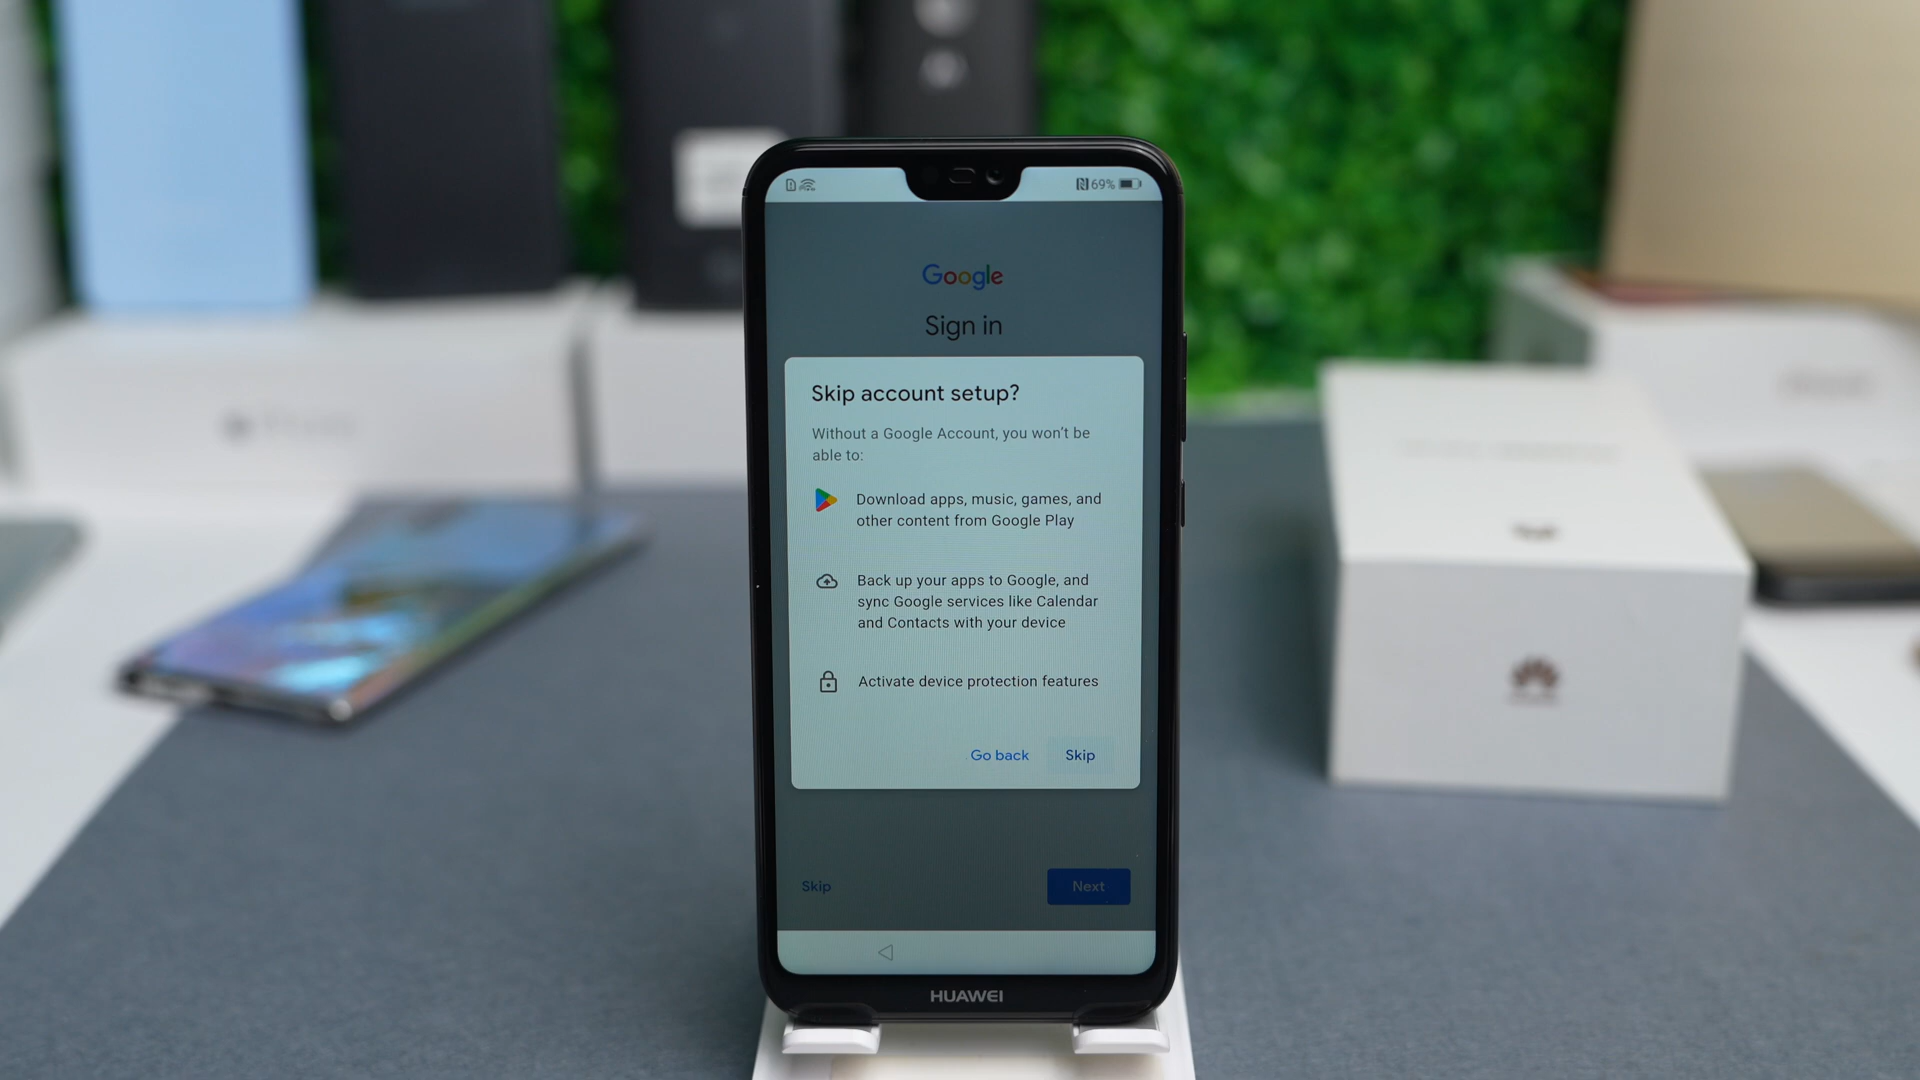 69%
Google
Sign in
Skip account setup?
Without a Google Account, you won't be
able to:
Download apps, music, games, and
other content from Google Play
Back up your apps to Google, and
sync Google services like Calendar
and Contacts with your device
Activate device protection features
Go back Skip
Skip Next
HUAWEI